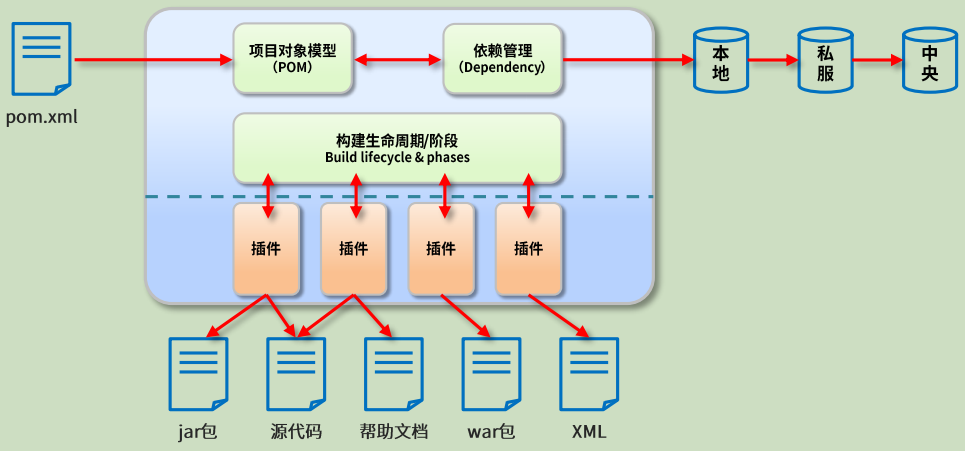 pom.xml
项目对象模型
（POM）
依赖管理
（Dependency）
本
地
私
服
中
央
构建生命周期/阶段
Build lifecycle & phases
插件
插件
插件
插件
jar包
源代码
帮助文档
war包
XML